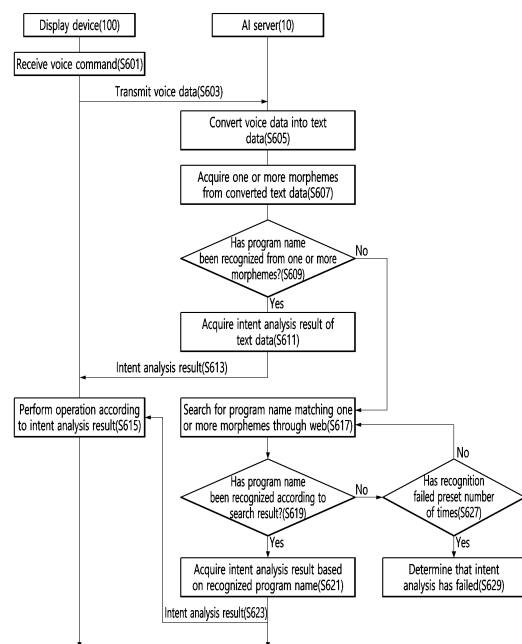 Display device(100)
AI server(10)
Receive voice command(S601)
Transmit voice data(S603)
Convert voice data into text
data(S605)
Acquire one or more morphemes
from converted text data(S607)
Has program name
been recognized from one or more
morphemes?(S609)
No
Yes
Acquire intent analysis result of
text data(S611)
Intent analysis result(S613)
Perform operation according
to intent analysis result(S615)
Search for program name matching one
or more morphemes through web(S617)
Has program name
been recognized according to
search result?(S619)
No
No
Has recognition
failed preset number
of times(S627)
Yes
Yes
Acquire intent analysis result based
on recognized program name(S621)
Determine that intent
analysis has failed(S629)
Intent analysis result(S623)